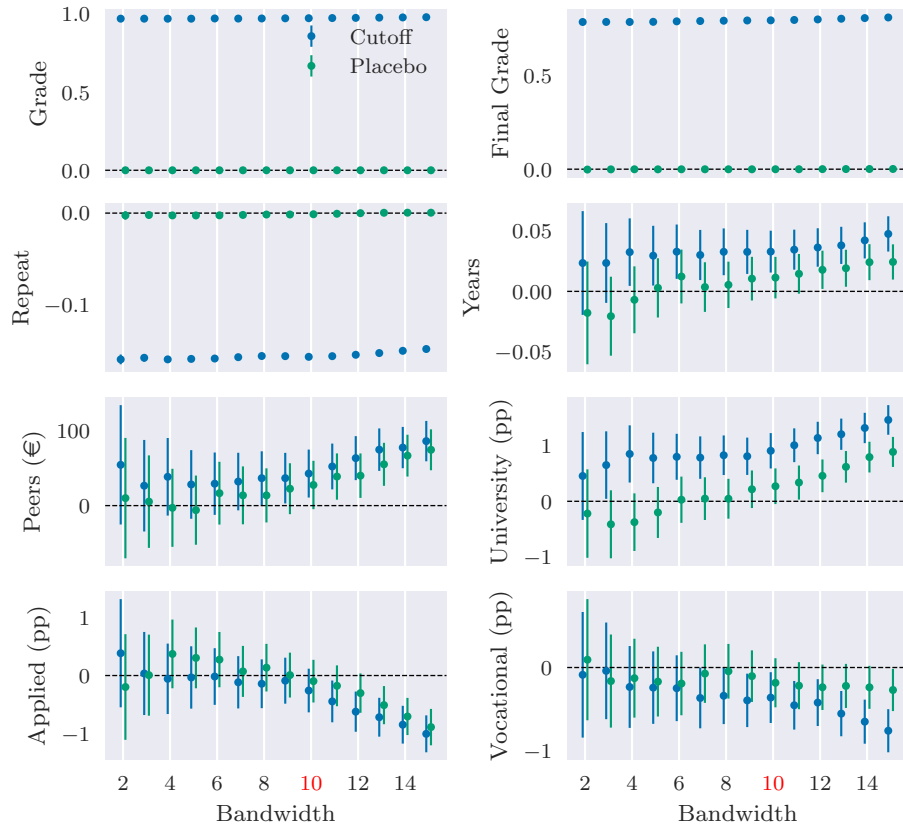 Grade
1.0
0.5
0.0
Cutoff
Placebo
Final Grade
0.5
0.0
Repeat
0.0
−0.1
Years
0.05
0.00
−0.05
Peers (€)
100
0
University (pp)
1
0
−1
Applied (pp)
1
0
−1
2 4 6 8 10 12 14
Bandwidth
Vocational (pp)
0
−1
2 4 6 8 10 12 14
Bandwidth